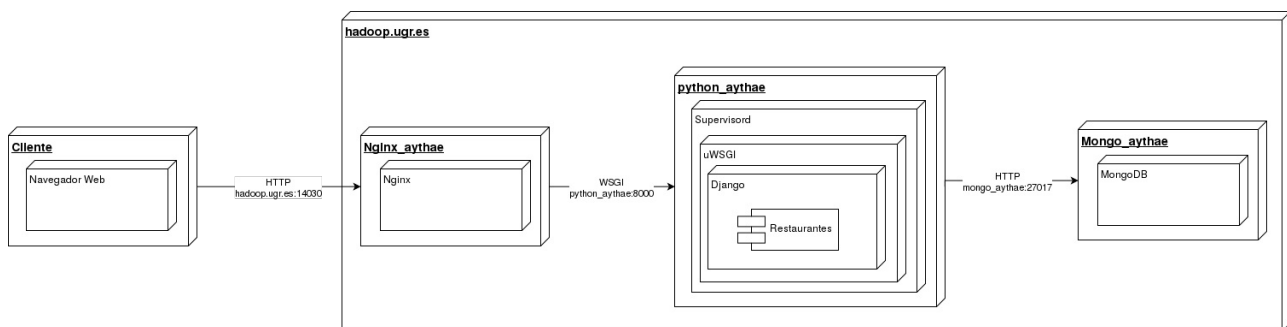 hadoop.ugr.es
Cliente
Navegador Web
HTTP
hadoop.ugr.es:14030
Nginx_aythae
Nginx
WSGI
python_aythae:8000
python_aythae
Supervisord
uWSGI
Django
Restaurantes
HTTP
mongo_aythae:27017
Mongo_aythae
MongoDB